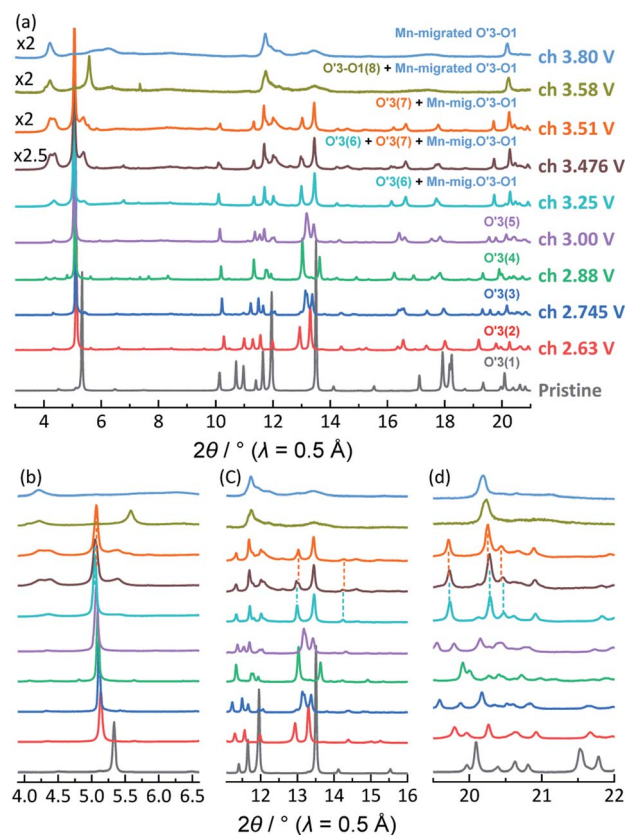 (a)
x2
Mn-migrated O'3-O1
ch 3.80 V
x2
O'3-O1(8) + Mn-migrated O'3-O1
ch 3.58 V
x2
O'3(7) + Mn-mig.O'3-O1
ch 3.51 V
x2.5
O'3(6) + O'3(7) + Mn-mig.O'3-O1
ch 3.476 V
O'3(6) + Mn-mig.O'3-O1
ch 3.25 V
O'3(5)
ch 3.00 V
O'3(4)
ch 2.88 V
O'3(3)
ch 2.745 V
O'3(2)
ch 2.63 V
O'3(1)
Pristine
4 6 8 10 12 14 16 18 20
2θ / ° (λ = 0.5 Å)
(b) (C) (d)
4.0 4.5 5.0 5.5 6.0 6.5 12 13 14 15 16 20 21 22
2θ / ° (λ = 0.5 Å)